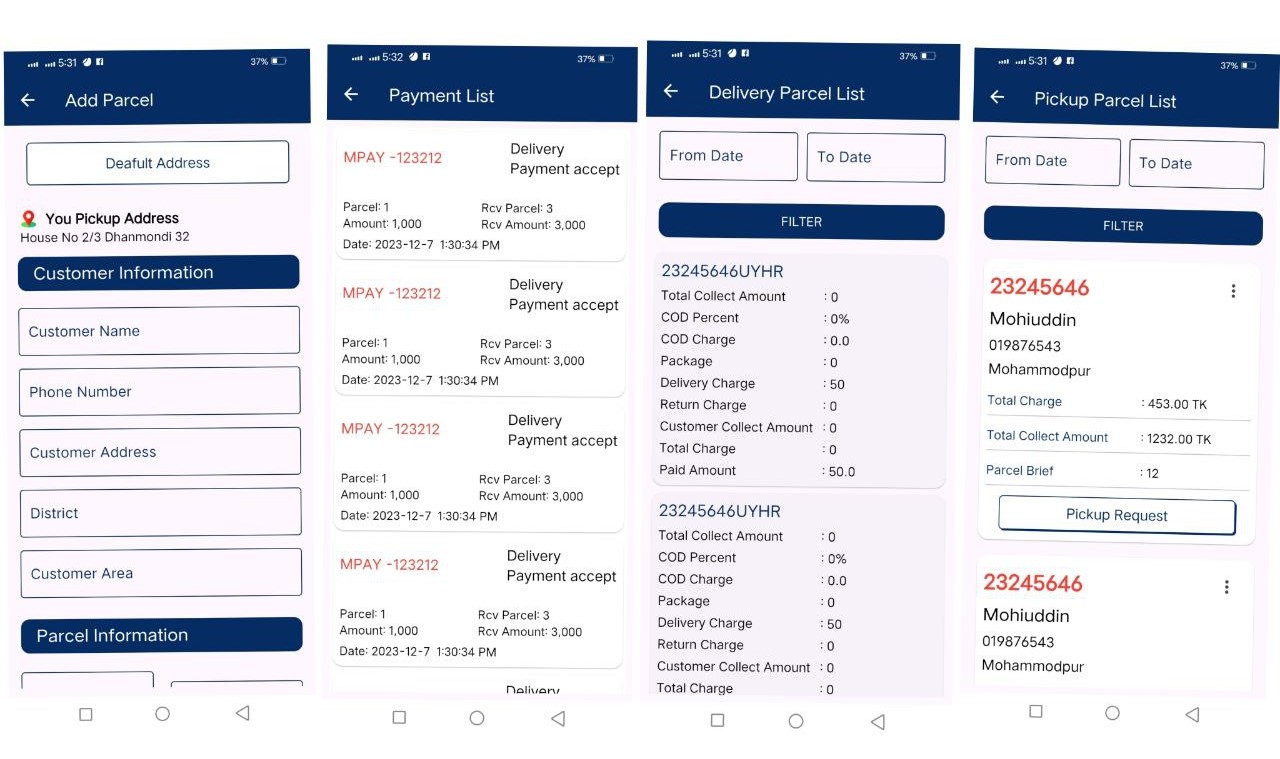 5:31
37%
Add Parcel
Deafult Address
You Pickup Address
House No 2/3 Dhanmondi 32
Customer Information
Customer Name
Phone Number
Customer Address
District
Customer Area
Parcel Information
5:32
37%
Payment List
MPAY -123212
Delivery
Payment accept
Parcel: 1
Rcv Parcel: 3
Amount: 1,000
Rcv Amount: 3,000
Date: 2023-12-7 1:30:34 PM
MPAY -123212
Delivery
Payment accept
Parcel: 1
Rcv Parcel: 3
Amount: 1,000
Rcv Amount: 3,000
Date: 2023-12-7 1:30:34 PM
MPAY -123212
Delivery
Payment accept
Parcel: 1
Rcv Parcel: 3
Amount: 1,000
Rcv Amount: 3,000
Date: 2023-12-7 1:30:34 PM
MPAY -123212
Delivery
Payment accept
Parcel: 1
Rcv Parcel: 3
Amount: 1,000
Rcv Amount: 3,000
Date: 2023-12-7 1:30:34 PM
Delivery
5:31
37%
Delivery Parcel List
From Date
To Date
FILTER
23245646UYHR
Total Collect Amount : 0
COD Percent : 0%
COD Charge : 0.0
Package : 0
Delivery Charge : 50
Return Charge : 0
Customer Collect Amount : 0
Total Charge : 0
Paid Amount : 50.0
23245646UYHR
Total Collect Amount : 0
COD Percent : 0%
COD Charge : 0.0
Package : 0
Delivery Charge : 50
Return Charge : 0
Customer Collect Amount : 0
Total Charge : 0
5:31
37%
Pickup Parcel List
From Date
To Date
FILTER
23245646
Mohiuddin
019876543
Mohammodpur
Total Charge : 453.00 TK
Total Collect Amount : 1232.00 TK
Parcel Brief : 12
Pickup Request
23245646
Mohiuddin
019876543
Mohammodpur